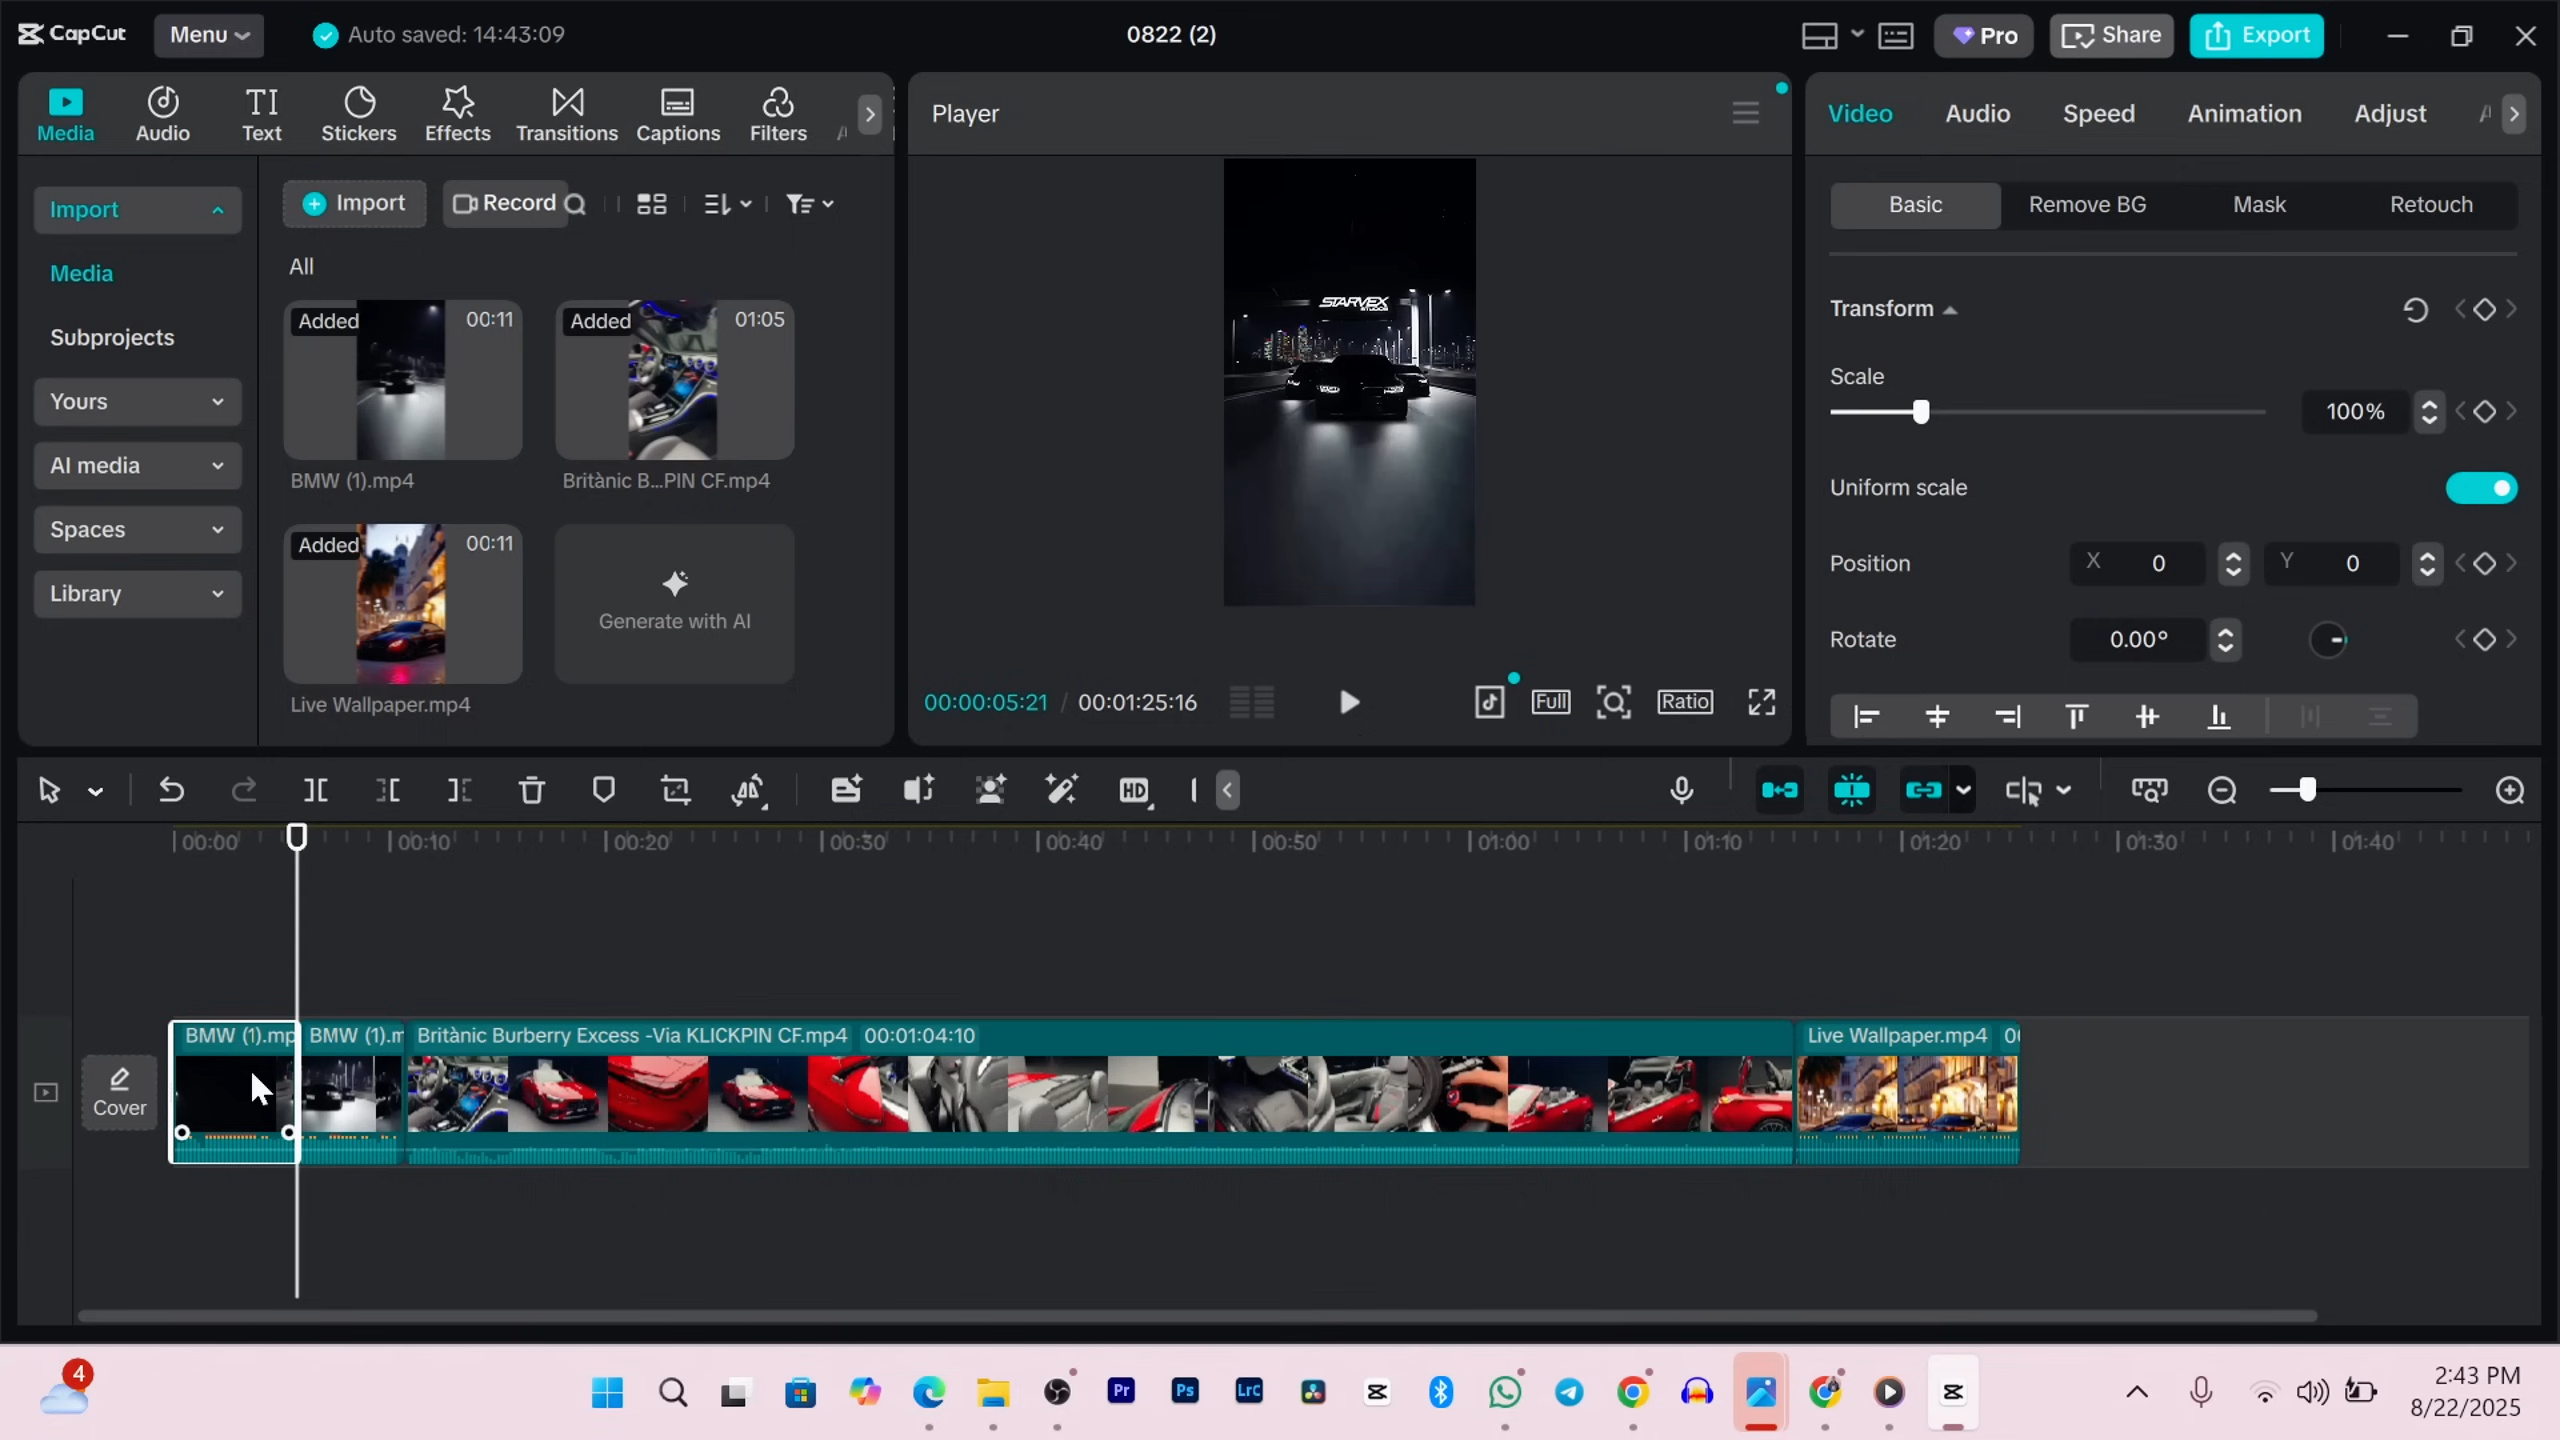 CapCut
Menu
Auto saved: 14:43:09
0822 (2)
Pro
Share
Export
Media
Audio
Text
Stickers
Effects
Transitions
Captions
Filters
Player
Video
Audio
Speed
Animation
Adjust
Import
Media
Subprojects
Yours
AI media
Spaces
Library
Import
Record
All
Added
00:11
BMW (1).mp4
Added
01:05
Britànic B...PIN CF.mp4
Added
00:11
Live Wallpaper.mp4
Generate with AI
STARVEX
STUDIOS
00:00:05:21 / 00:01:25:16
Full
Ratio
Basic
Remove BG
Mask
Retouch
Transform
Scale
100%
Uniform scale
Position
X 0
Y 0
Rotate
0.00°
HD
00:00
00:10
00:20
00:30
00:40
00:50
01:00
01:10
01:20
01:30
01:40
Cover
BMW (1).mp
BMW (1).m
Britànic Burberry Excess -Via KLICKPIN CF.mp4 00:01:04:10
Live Wallpaper.mp4
4
Pr
Ps
LrC
2:43 PM
8/22/2025